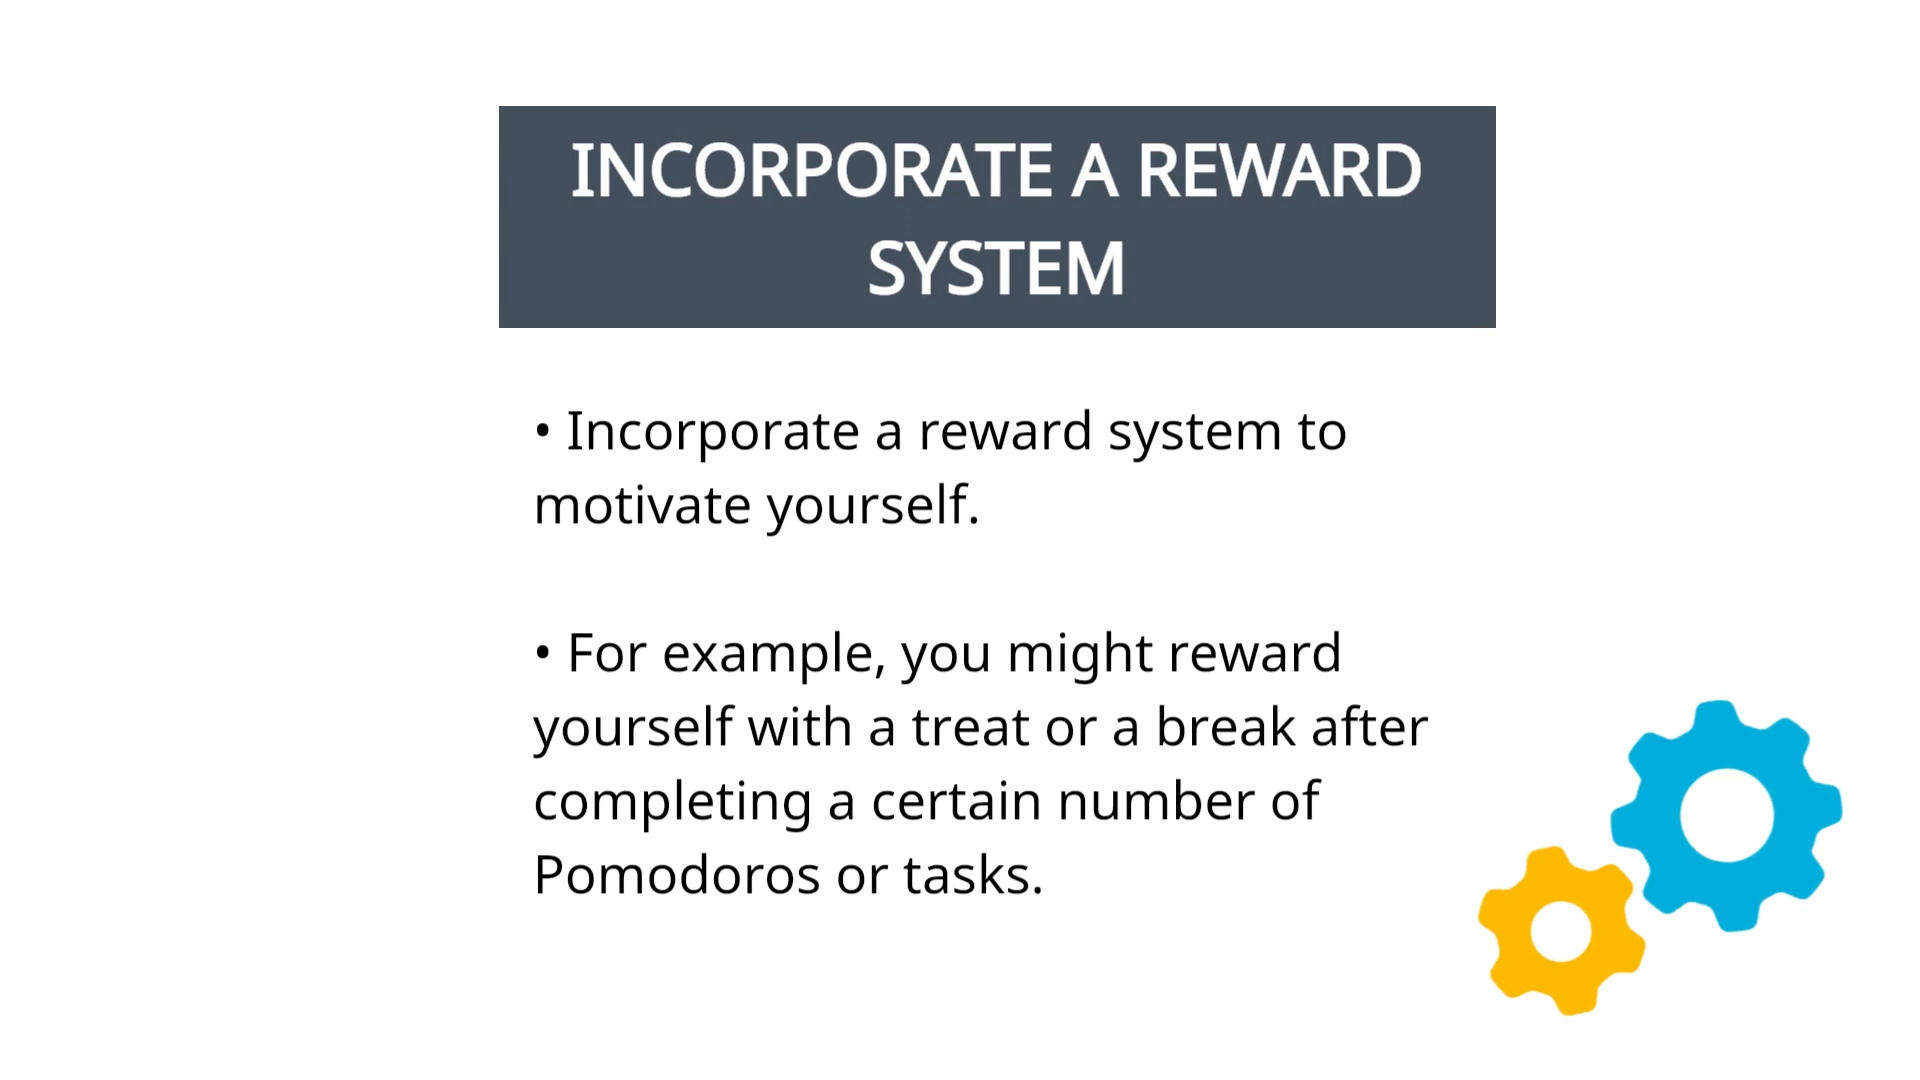 INCORPORATE A REWARD
SYSTEM
• Incorporate a reward system to
motivate yourself.
• For example, you might reward
yourself with a treat or a break after
completing a certain number of
Pomodoros or tasks.